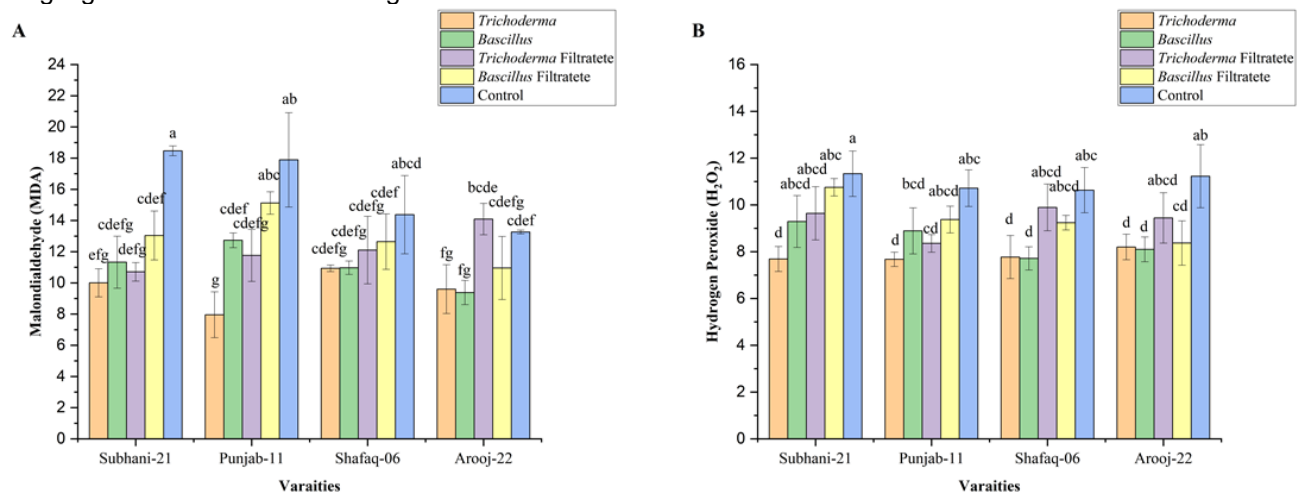 A
Trichoderma
Bascillus
Trichoderma Filtratete
Bascillus Filtratete
Control
Malondialdehyde (MDA)
24
22
20
18
16
14
12
10
8
6
4
2
0
efg
cdefg
defg
cdef
a
g
cdef
cdefg
abc
ab
cdefg
cdefg
cdefg
cdef
abcd
fg
fg
bcde
cdefg
cdef
Subhani-21
Punjab-11
Shafaq-06
Arooj-22
Varaities
B
Trichoderma
Bascillus
Trichoderma Filtratete
Bascillus Filtratete
Control
Hydrogen Peroxide (H₂O₂)
16
14
12
10
8
6
4
2
0
d
abcd
abcd
abc
a
d
bcd
cd
abcd
abc
d
d
abcd
abcd
abc
d
d
abcd
cd
ab
Subhani-21
Punjab-11
Shafaq-06
Arooj-22
Varaities